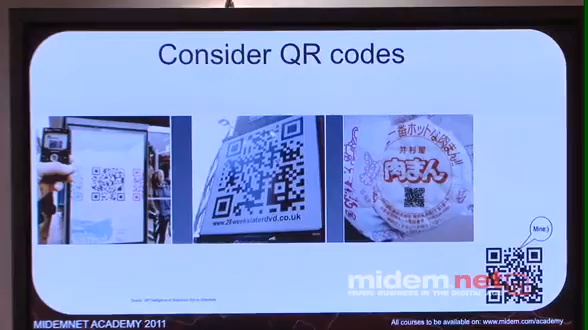 Consider QR codes
www.28weekslaterdvd.co.uk
一番ホットな肉まん!!
井村屋
肉まん
Mine:)
midem net
MUSIC BUSINESS IN THE DIGITAL
MIDEMNET ACADEMY 2011
All courses to be available on: www.midem.com/academy